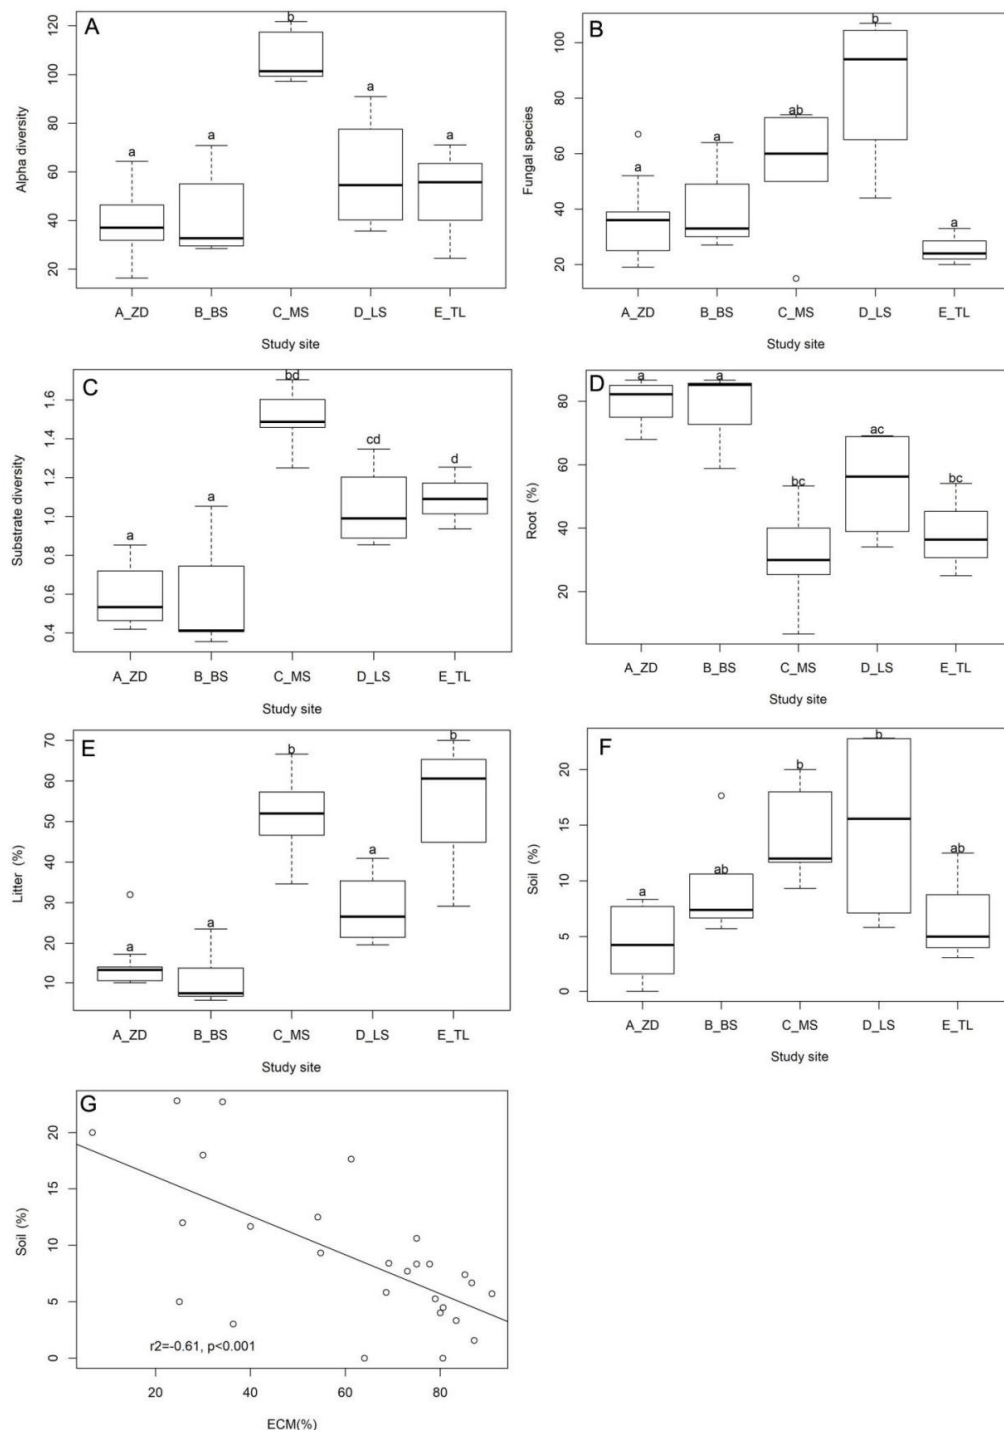 A
b
a
a
a
a
Alpha diversity
120
100
80
60
40
20
A_ZD B_BS C_MS D_LS E_TL
Study site
B
b
ab
a
a
a
Fungal species
100
80
60
40
20
A_ZD B_BS C_MS D_LS E_TL
Study site
C
bd
cd
d
a
a
Substrate diversity
1.6
1.4
1.2
1.0
0.8
0.6
0.4
A_ZD B_BS C_MS D_LS E_TL
Study site
D
a
a
ac
bc
bc
Root (%)
80
60
40
20
A_ZD B_BS C_MS D_LS E_TL
Study site
E
b
b
a
a
a
Litter (%)
70
60
50
40
30
20
10
A_ZD B_BS C_MS D_LS E_TL
Study site
F
b
b
ab
ab
a
Soil (%)
20
15
10
5
0
A_ZD B_BS C_MS D_LS E_TL
Study site
G
Soil (%)
20
15
10
5
0
r2=-0.61, p<0.001
20 40 60 80
ECM(%)